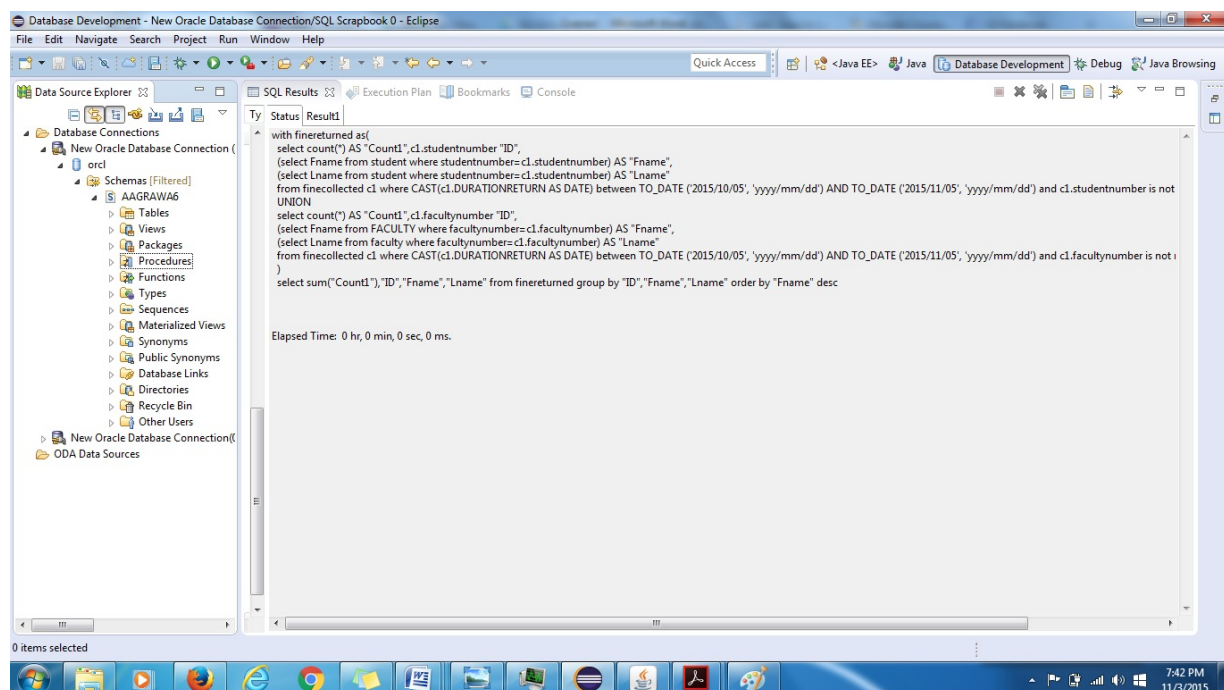 Database Development - New Oracle Database Connection/SQL Scrapbook 0 - Eclipse
File Edit Navigate Search Project Run Window Help
Quick Access <Java EE> Java Database Development Debug Java Browsing
Data Source Explorer
Database Connections
New Oracle Database Connection (
orcl
Schemas [Filtered]
AAGRAWA6
Tables
Views
Packages
Procedures
Functions
Types
Sequences
Materialized Views
Synonyms
Public Synonyms
Database Links
Directories
Recycle Bin
Other Users
New Oracle Database Connection(
ODA Data Sources
SQL Results Execution Plan Bookmarks Console
Ty Status Result1
with finereturned as(
select count(*) AS "Count1",c1.studentnumber "ID",
(select Fname from student where studentnumber=c1.studentnumber) AS "Fname",
(select Lname from student where studentnumber=c1.studentnumber) AS "Lname"
from finecollected c1 where CAST(c1.DURATIONRETURN AS DATE) between TO_DATE ('2015/10/05', 'yyyy/mm/dd') AND TO_DATE ('2015/11/05', 'yyyy/mm/dd') and c1.studentnumber is not
UNION
select count(*) AS "Count1",c1.facultynumber "ID",
(select Fname from FACULTY where facultynumber=c1.facultynumber) AS "Fname",
(select Lname from faculty where facultynumber=c1.facultynumber) AS "Lname"
from finecollected c1 where CAST(c1.DURATIONRETURN AS DATE) between TO_DATE ('2015/10/05', 'yyyy/mm/dd') AND TO_DATE ('2015/11/05', 'yyyy/mm/dd') and c1.facultynumber is not
)
select sum("Count1"),"ID","Fname","Lname" from finereturned group by "ID","Fname","Lname" order by "Fname" desc
Elapsed Time: 0 hr, 0 min, 0 sec, 0 ms.
0 items selected
7:42 PM
11/3/2015